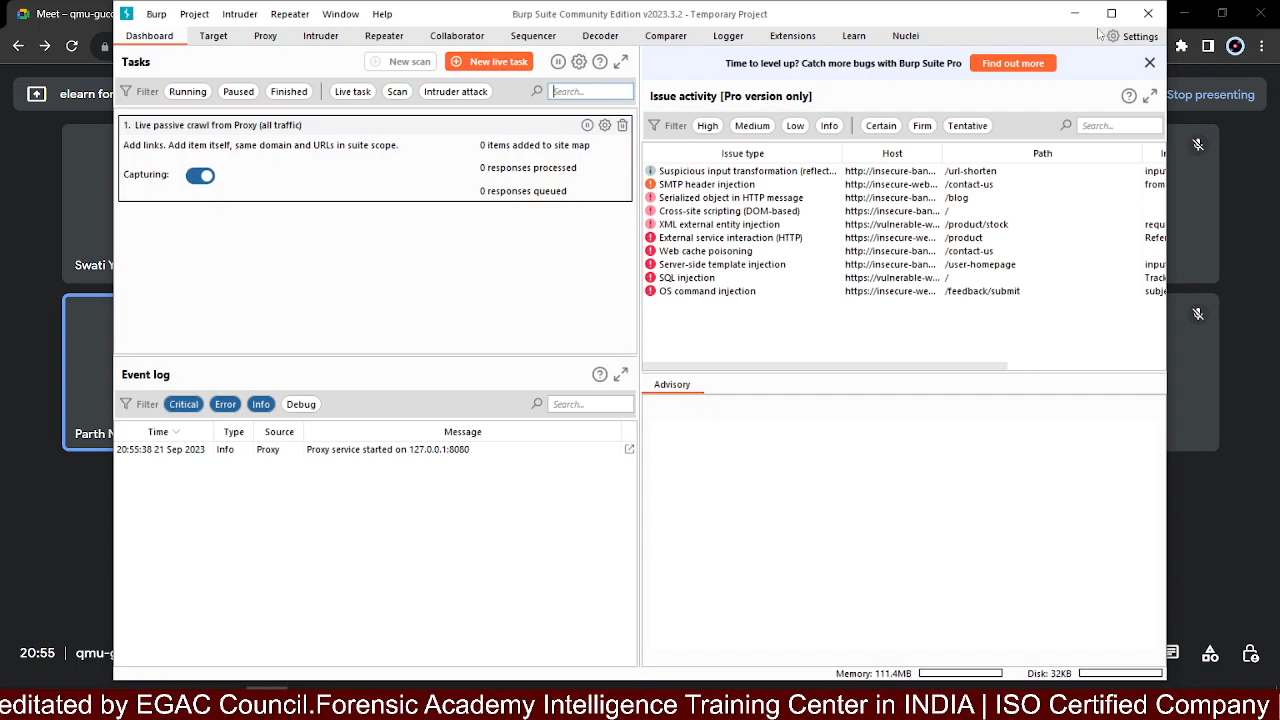 Meet - qmu-c
Burp Project Intruder Repeater Window Help
Burp Suite Community Edition v2023.3.2 - Temporary Project
Dashboard Target Proxy Intruder Repeater Collaborator Sequencer Decoder Comparer Logger Extensions Learn Nuclei
Settings
Tasks
New scan
New live task
Filter Running Paused Finished Live task Scan Intruder attack Search...
1. Live passive crawl from Proxy (all traffic)
Add links. Add item itself, same domain and URLs in suite scope.
0 items added to site map
Capturing:
0 responses processed
0 responses queued
Time to level up? Catch more bugs with Burp Suite Pro
Find out more
Issue activity [Pro version only]
Filter High Medium Low Info Certain Firm Tentative Search...
Issue type Host Path I
Suspicious input transformation (reflect... http://insecure-ban... /url-shorten input
SMTP header injection http://insecure-ban... /contact-us from
Serialized object in HTTP message http://insecure-ban... /blog
Cross-site scripting (DOM-based) https://insecure-ban... /
XML external entity injection https://vulnerable-w... /product/stock requ
External service interaction (HTTP) https://insecure-we... /product Refe
Web cache poisoning http://insecure-ban... /contact-us
Server-side template injection http://insecure-ban... /user-homepage input
SQL injection https://vulnerable-w... / Track
OS command injection https://insecure-we... /feedback/submit subje
Event log
Filter Critical Error Info Debug Search...
Time Type Source Message
20:55:38 21 Sep 2023 Info Proxy Proxy service started on 127.0.0.1:8080
Advisory
Memory: 111.4MB
Disk: 32KB
elearn for
Stop presenting
Swati Y
Parth N
20:55 qmu-g
editated by EGAC Council.Forensic Academy Intelligence Training Center in INDIA | ISO Certified Company